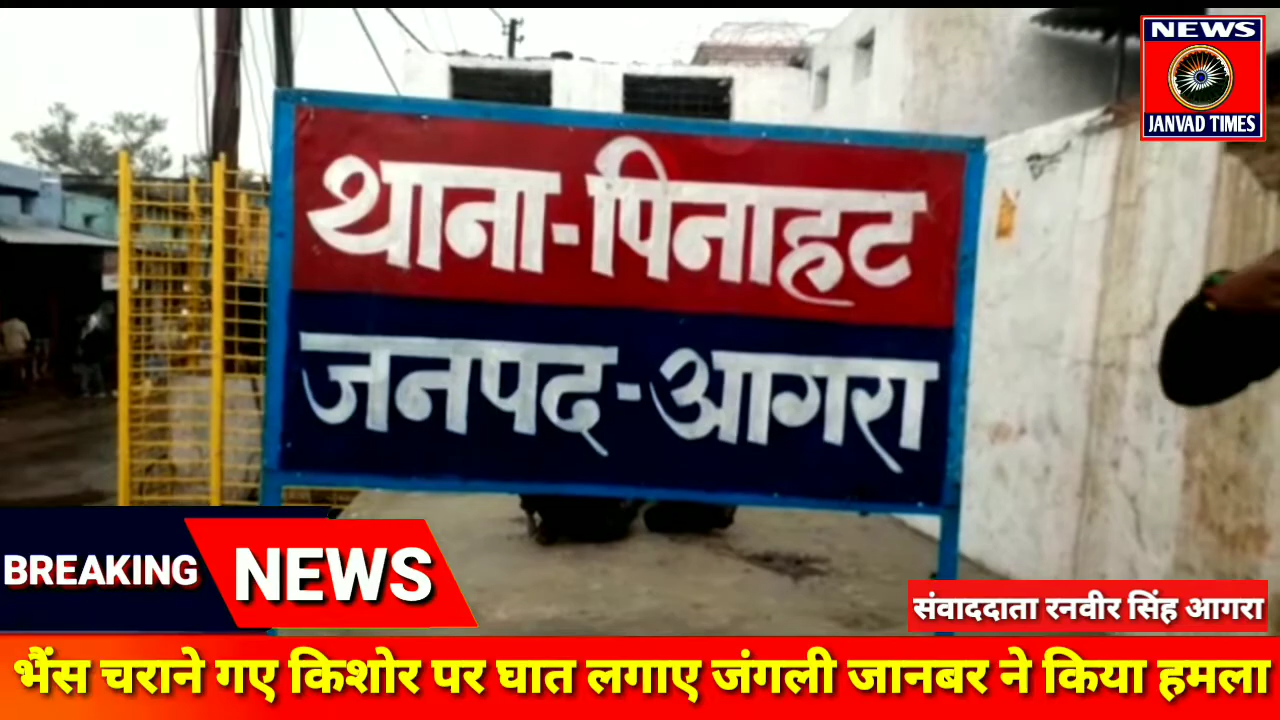 NEWS
JANVAD TIMES
थाना-पिनाहट
जनपद-आगरा
BREAKING NEWS
संवाददाता रनवीर सिंह आगरा
भैंस चराने गए किशोर पर घात लगाए जंगली जानबर ने किया हमला